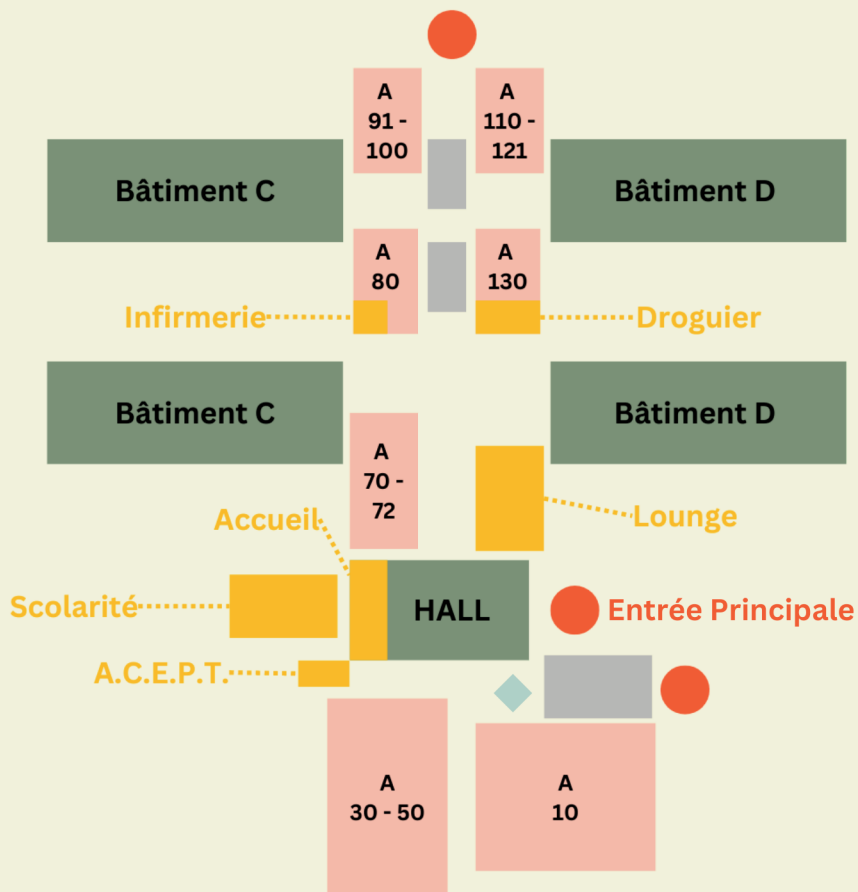 A
91 -
100
A
110 -
121
Bâtiment C
Bâtiment D
A
80
A
130
Infirmerie
Droguier
Bâtiment C
Bâtiment D
A
70 -
72
Accueil
Lounge
Scolarité
HALL
Entrée Principale
A.C.E.P.T.
A
30 - 50
A
10